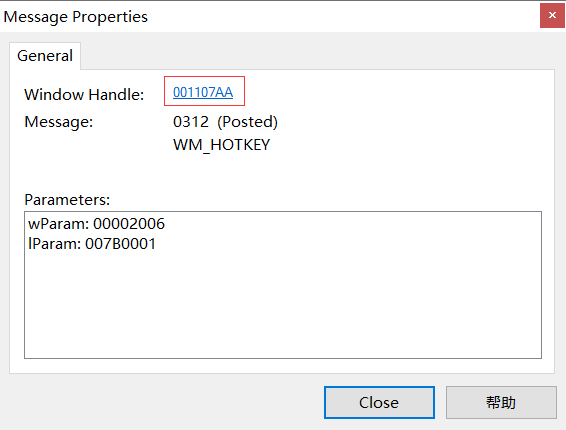 Message Properties
General
Window Handle: 001107AA
Message: 0312 (Posted)
WM_HOTKEY
Parameters:
wParam: 00002006
lParam: 007B0001
Close 帮助